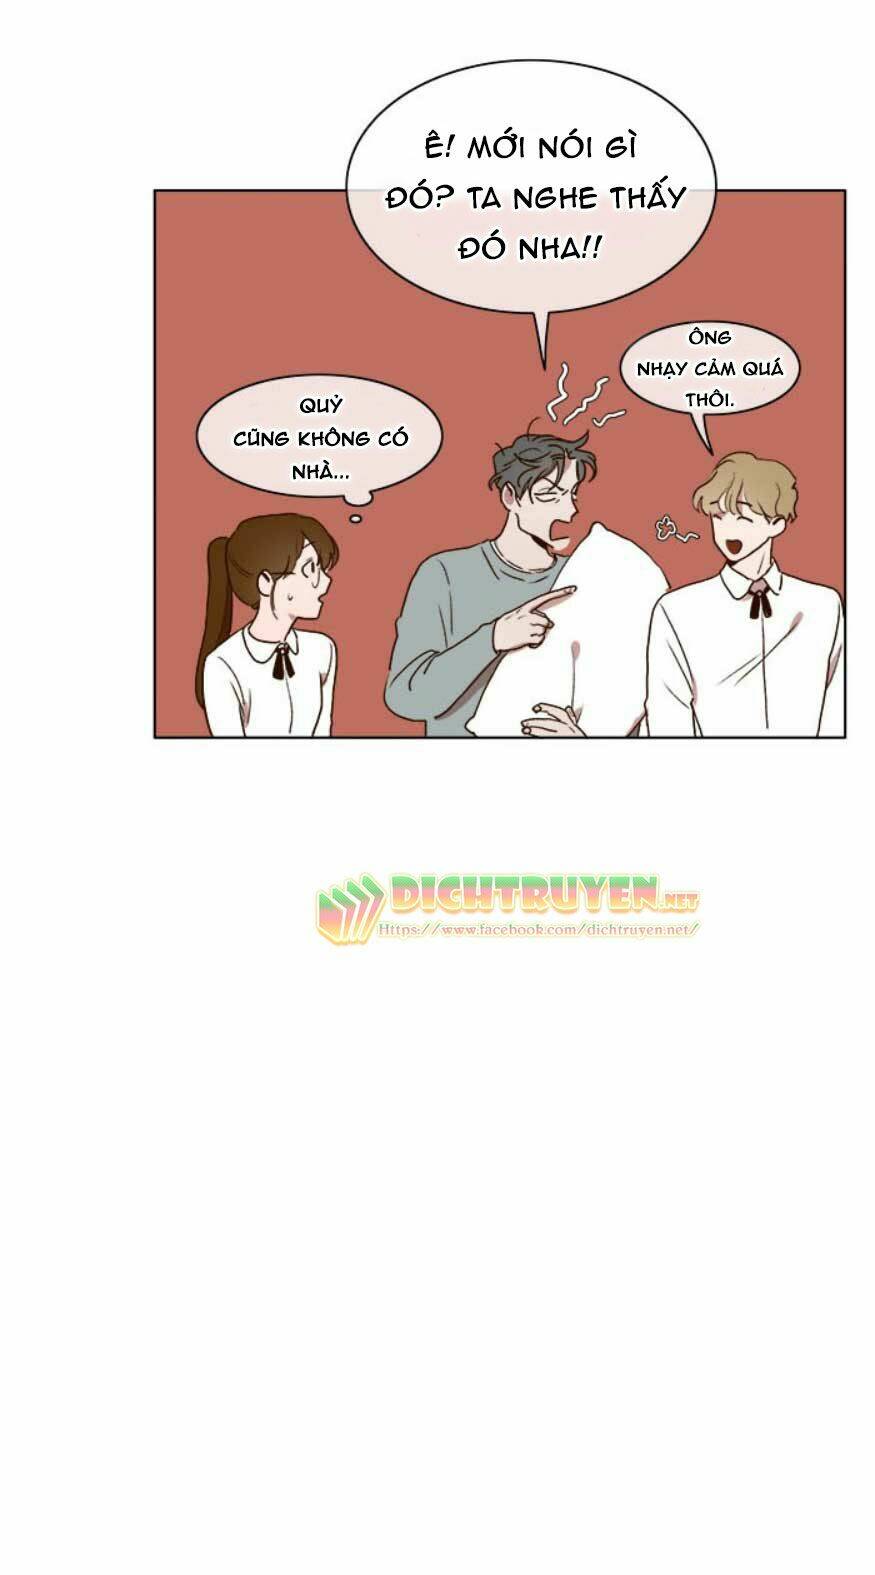 Ê! MỚI NÓI GÌ
ĐÓ? TA NGHE THẤY
ĐÓ NHA!!
ÔNG
NHẠY CẢM QUÁ
THÔI.
QUỶ
CŨNG KHÔNG CÓ
NHÀ...
DICHTRUYEN.NET
Https://www.facebook.com/dichtruyen.net/